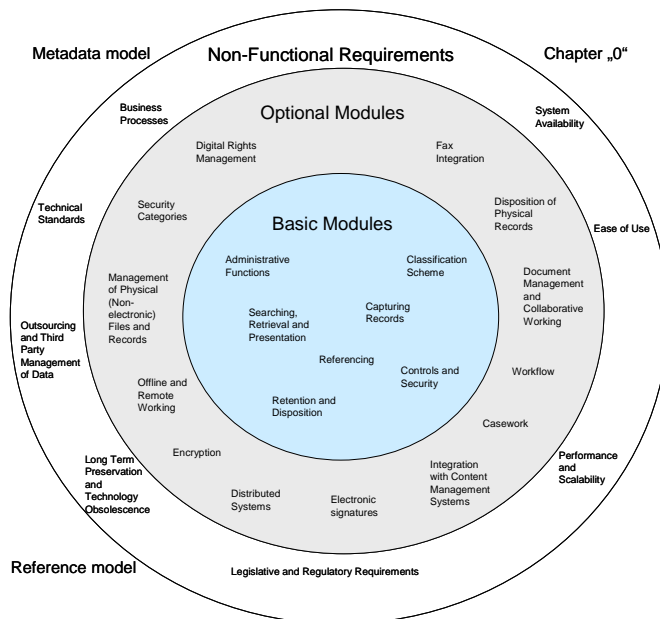 Metadata model
Non-Functional Requirements
Chapter „0“
Business
Processes
Optional Modules
System
Availability
Digital Rights
Management
Fax
Integration
Technical
Standards
Security
Categories
Basic Modules
Disposition of
Physical
Records
Ease of Use
Administrative
Functions
Classification
Scheme
Management
of Physical
(Non-
electronic)
Files and
Records
Document
Management
and
Collaborative
Working
Searching,
Retrieval and
Presentation
Capturing
Records
Outsourcing and Third
Party
Management
of Data
Referencing
Controls and
Security
Workflow
Offline and
Remote
Working
Retention and
Disposition
Casework
Encryption
Long Term
Preservation
and
Technology
Obsolescence
Performance
and
Scalability
Integration
with Content
Management
Systems
Distributed
Systems
Electronic
signatures
Reference model
Legislative and Regulatory Requirements